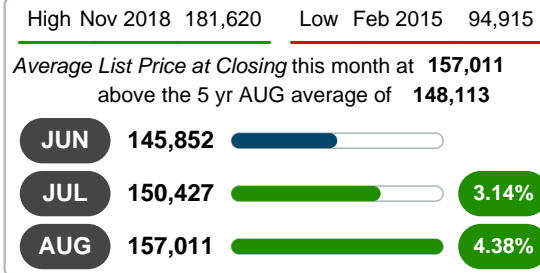 High Nov 2018 181,620 Low Feb 2015 94,915
Average List Price at Closing this month at 157,011
above the 5 yr AUG average of 148,113
JUN 145,852
JUL 150,427 3.14%
AUG 157,011 4.38%